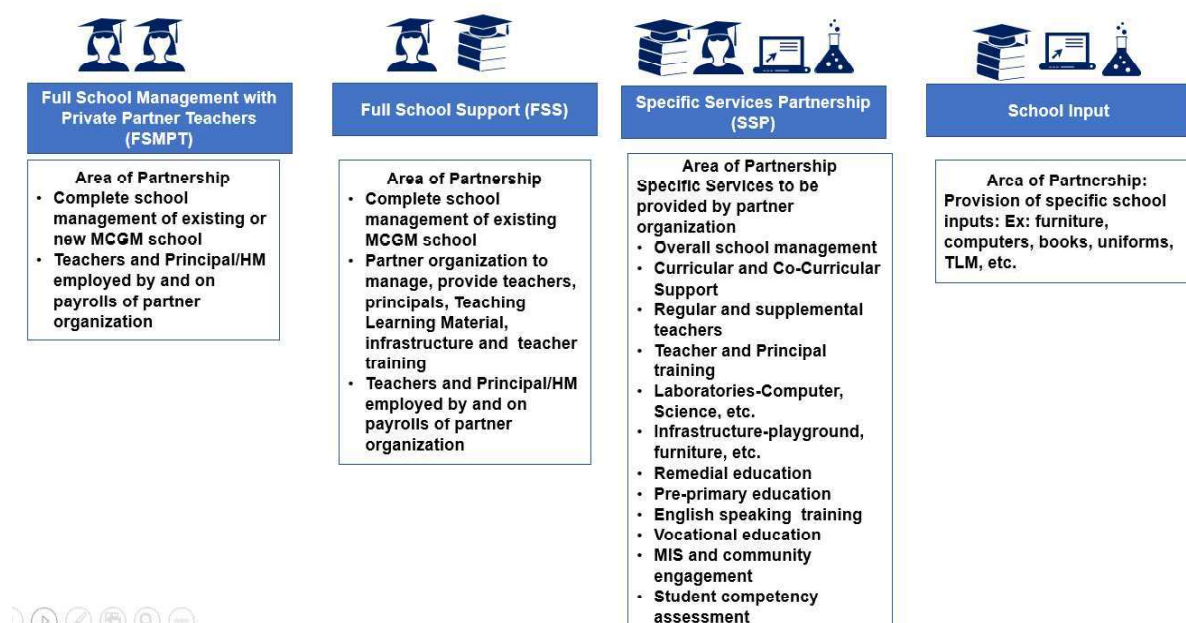 Full School Management with
Private Partner Teachers
(FSMPT)
Area of Partnership
• Complete school
management of existing or
new MCGM school
• Teachers and Principal/HM
employed by and on
payrolls of partner
organization
Full School Support (FSS)
Area of Partnership
• Complete school
management of existing
MCGM school
• Partner organization to
manage, provide teachers,
principals, Teaching
Learning Material,
infrastructure and teacher
training
• Teachers and Principal/HM
employed by and on
payrolls of partner
organization
Specific Services Partnership
(SSP)
Area of Partnership
Specific Services to be
provided by partner
organization
• Overall school management
• Curricular and Co-Curricular
Support
• Regular and supplemental
teachers
• Teacher and Principal
training
• Laboratories-Computer,
Science, etc.
• Infrastructure-playground,
furniture, etc.
• Remedial education
• Pre-primary education
• English speaking training
• Vocational education
• MIS and community
engagement
• Student competency
assessment
School Input
Area of Partnership:
Provision of specific school
inputs: Ex: furniture,
computers, books, uniforms,
TLM, etc.